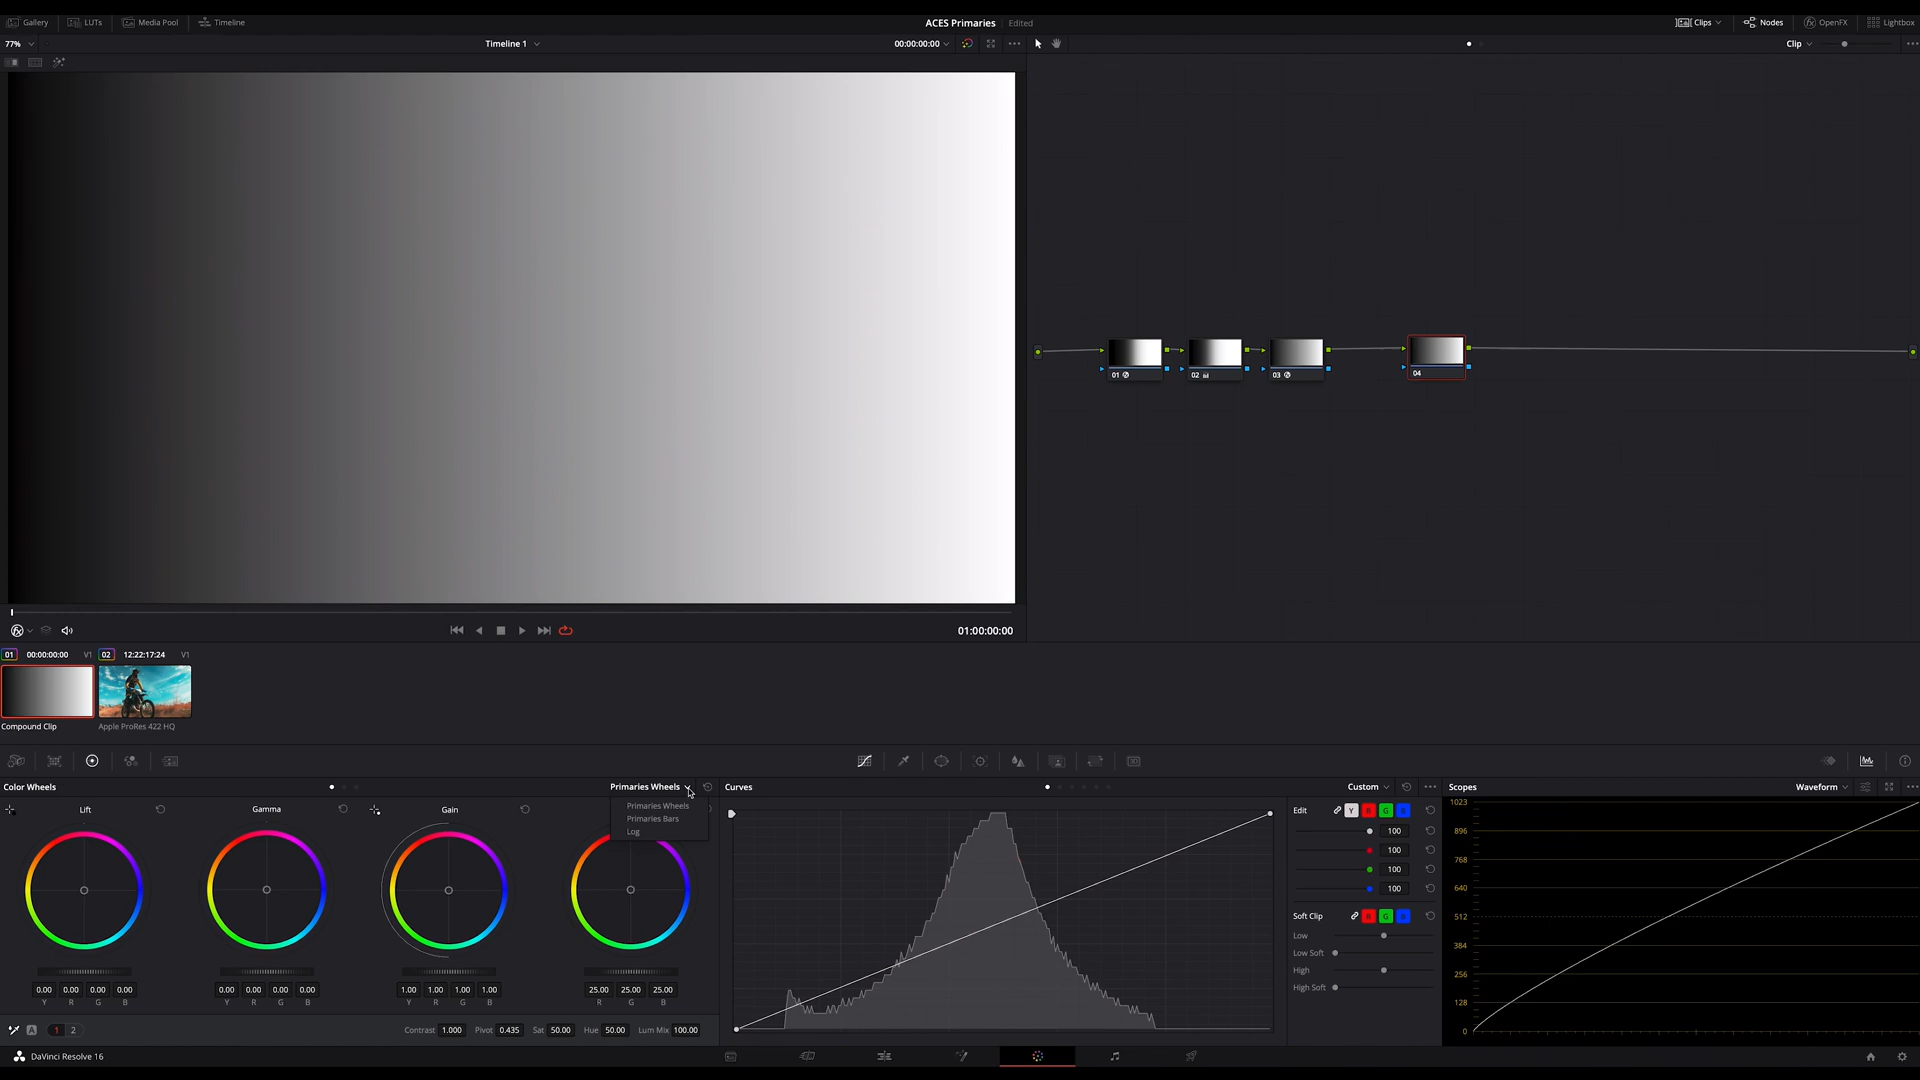 Gallery LUTs Media Pool Timeline ACES Primaries Edited Clips Nodes OpenFX Lightbox
77% Timeline 1 00:00:00:00 Clip
01 02 03 04
01:00:00:00
01 00:00:00:00 V1 02 12:22:17:24 V1
Compound Clip Apple ProRes 422 HQ
Color Wheels Primaries Wheels Curves Custom Scopes Waveform
Primaries Wheels
Primaries Bars
Log
Lift Gamma Gain
0.00 0.00 0.00 0.00 0.00 0.00 0.00 0.00 1.00 1.00 1.00 1.00 25.00 25.00 25.00
Y R G B Y R G B Y R G B R G B
A 1 2 Contrast 1.000 Pivot 0.435 Sat 50.00 Hue 50.00 Lum Mix 100.00
Edit Y R G B
100
100
100
100
Soft Clip R G B
Low
Low Soft
High
High Soft
1023
896
768
640
512
384
256
128
0
DaVinci Resolve 16